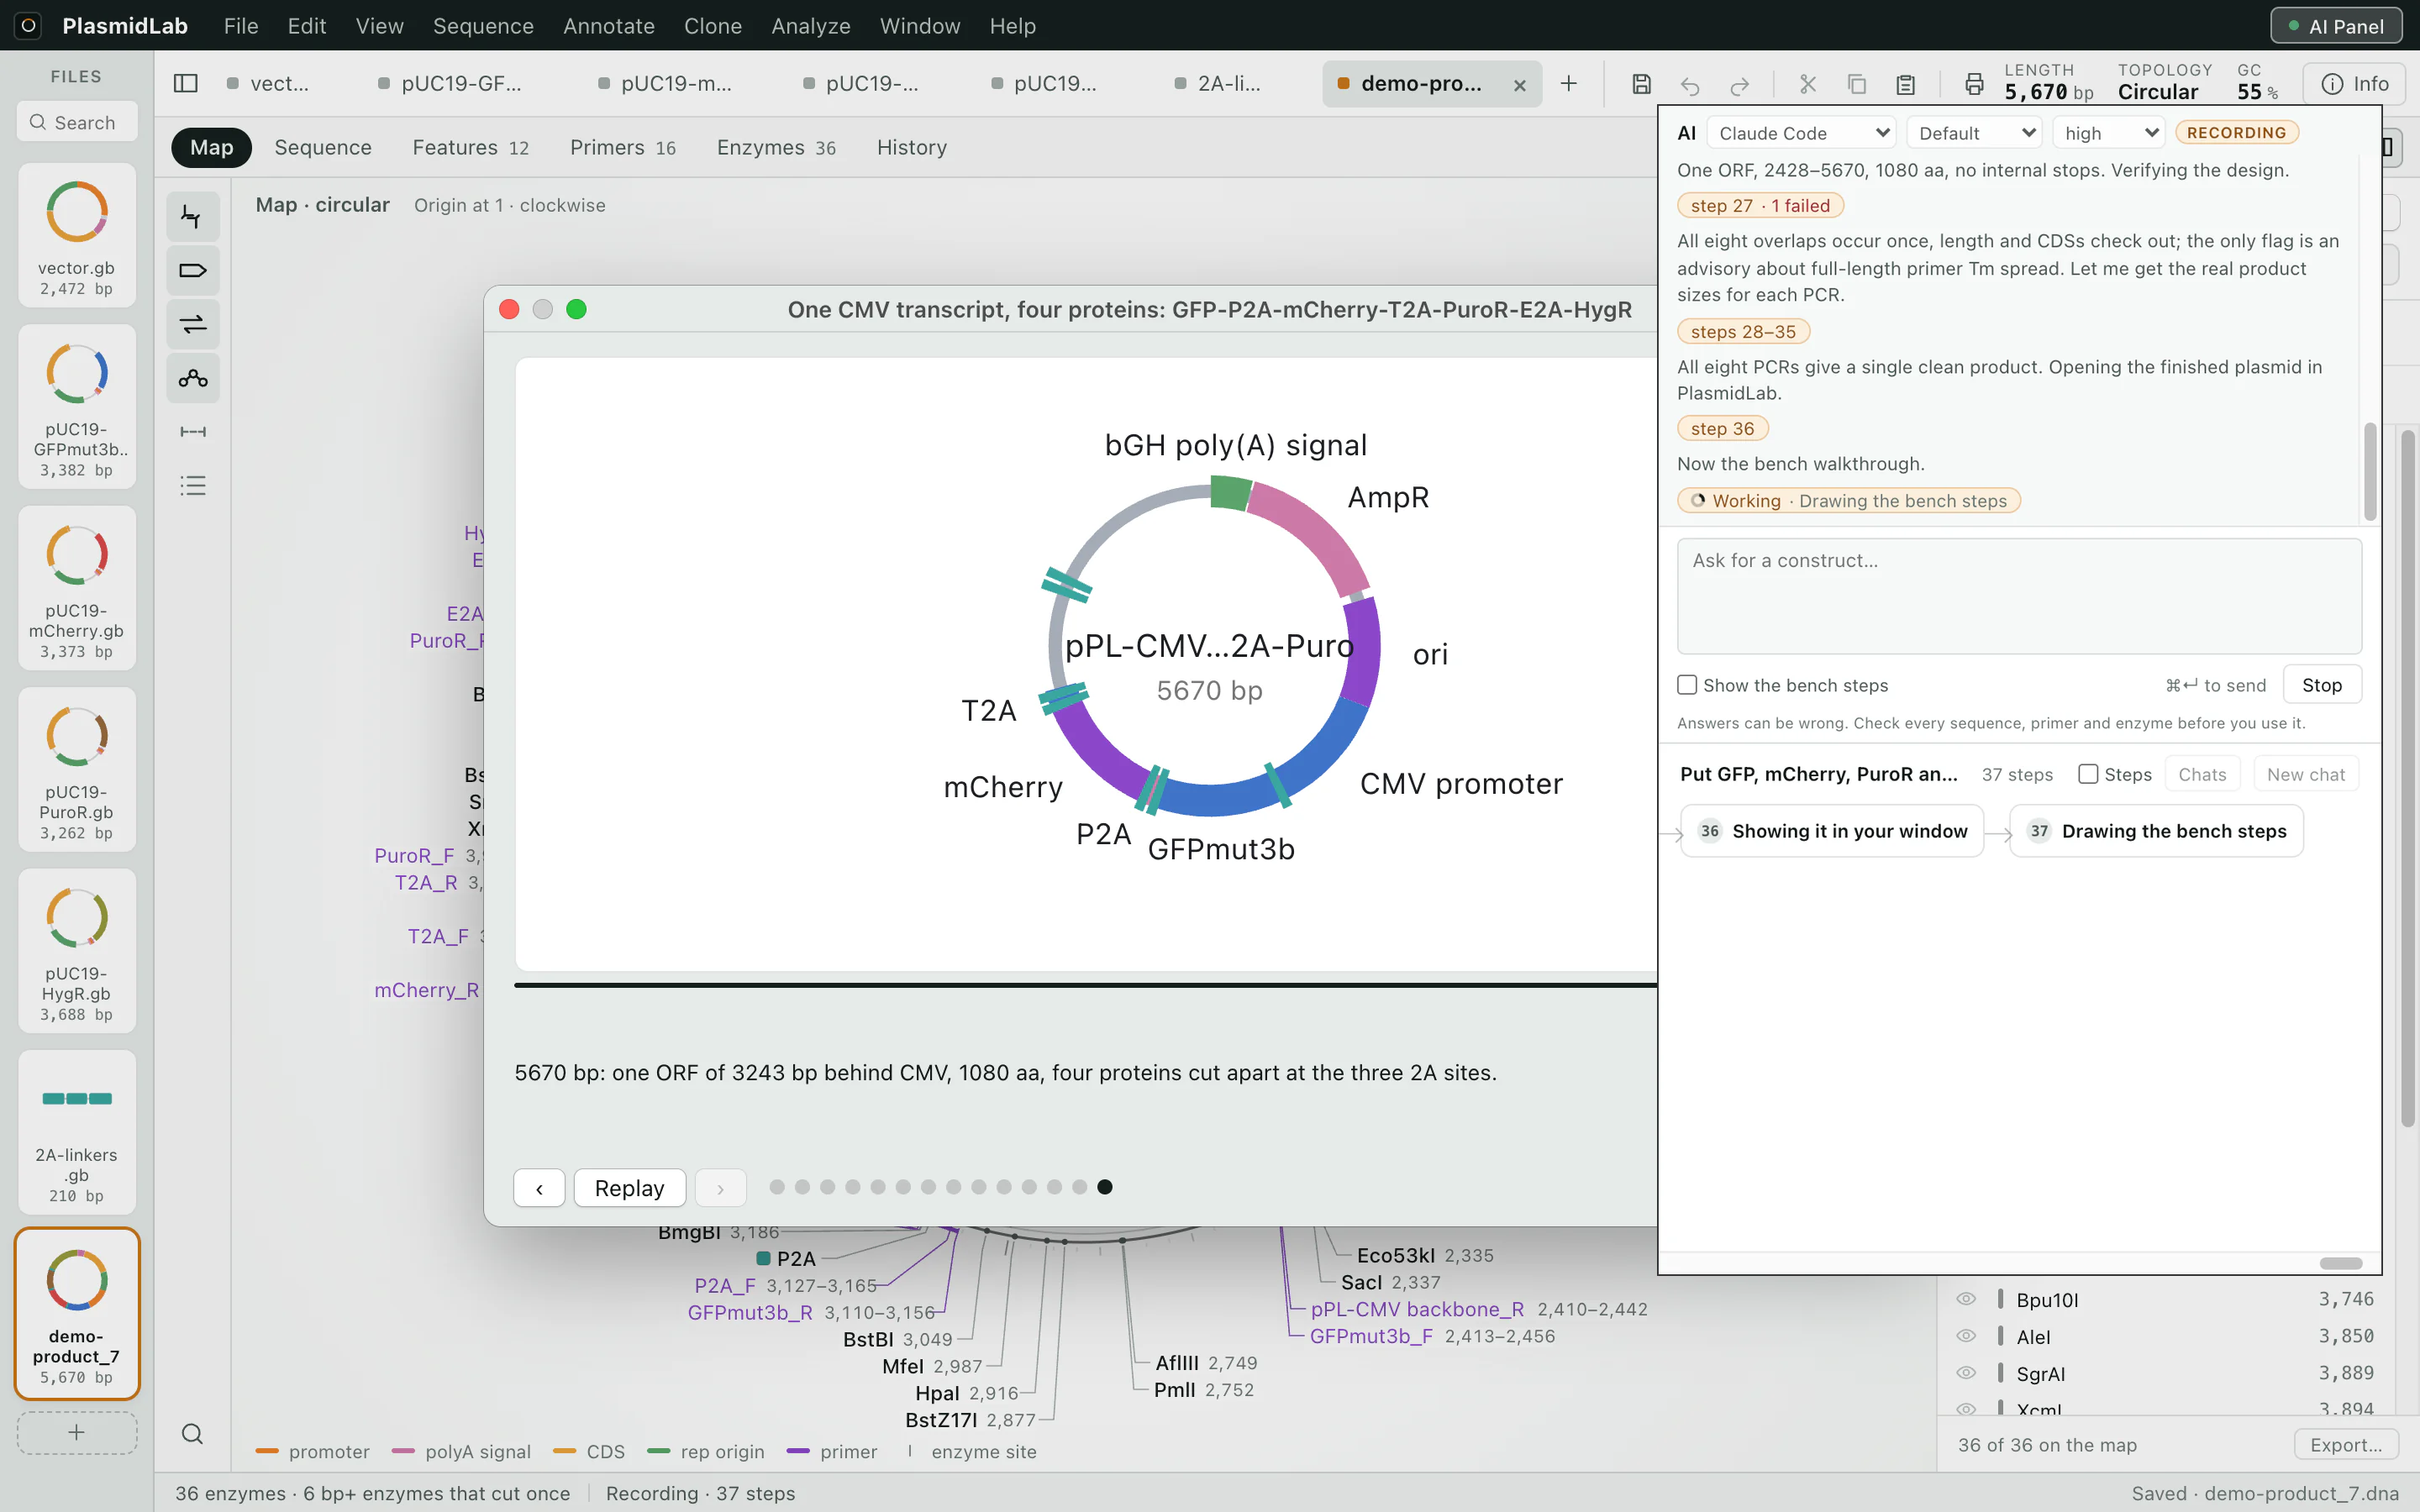 PlasmidLab File Edit View Sequence Annotate Clone Analyze Window Help
AI Panel
FILES
Search
vector.gb
2,472 bp
pUC19-
GFPmut3b..
3,382 bp
pUC19-
mCherry.gb
3,373 bp
pUC19-
PuroR.gb
3,262 bp
pUC19-
HygR.gb
3,688 bp
2A-linkers
.gb
210 bp
demo-
product_7
5,670 bp
+
vect... pUC19-GF... pUC19-m... pUC19-... pUC19... 2A-li... demo-pro... × +
LENGTH
5,670 bp
TOPOLOGY
Circular
GC
55 %
Info
Map Sequence Features 12 Primers 16 Enzymes 36 History
Map · circular Origin at 1 · clockwise
Hy
E
E2A
PuroR_F
B
Bs
S
X
PuroR_F 3,
T2A_R 3,
T2A_F
mCherry_R
One CMV transcript, four proteins: GFP-P2A-mCherry-T2A-PuroR-E2A-HygR
bGH poly(A) signal
AmpR
ori
CMV promoter
GFPmut3b
P2A
mCherry
T2A
pPL-CMV...2A-Puro
5670 bp
5670 bp: one ORF of 3243 bp behind CMV, 1080 aa, four proteins cut apart at the three 2A sites.
‹ Replay ›
BmgBI 3,186
P2A
P2A_F 3,127–3,165
GFPmut3b_R 3,110–3,156
BstBI 3,049
MfeI 2,987
HpaI 2,916
BstZ17I 2,877
AflIII 2,749
PmlI 2,752
Eco53kI 2,335
SacI 2,337
pPL-CMV backbone_R 2,410–2,442
GFPmut3b_F 2,413–2,456
promoter polyA signal CDS rep origin primer enzyme site
AI Claude Code Default high RECORDING
One ORF, 2428–5670, 1080 aa, no internal stops. Verifying the design.
step 27 · 1 failed
All eight overlaps occur once, length and CDSs check out; the only flag is an
advisory about full-length primer Tm spread. Let me get the real product
sizes for each PCR.
steps 28–35
All eight PCRs give a single clean product. Opening the finished plasmid in
PlasmidLab.
step 36
Now the bench walkthrough.
Working · Drawing the bench steps
Ask for a construct...
Show the bench steps ⌘↵ to send Stop
Answers can be wrong. Check every sequence, primer and enzyme before you use it.
Put GFP, mCherry, PuroR an... 37 steps Steps Chats New chat
36 Showing it in your window 37 Drawing the bench steps
Bpu10I 3,746
AleI 3,850
SgrAI 3,889
XcmI 3,894
36 of 36 on the map Export...
36 enzymes · 6 bp+ enzymes that cut once Recording · 37 steps
Saved · demo-product_7.dna